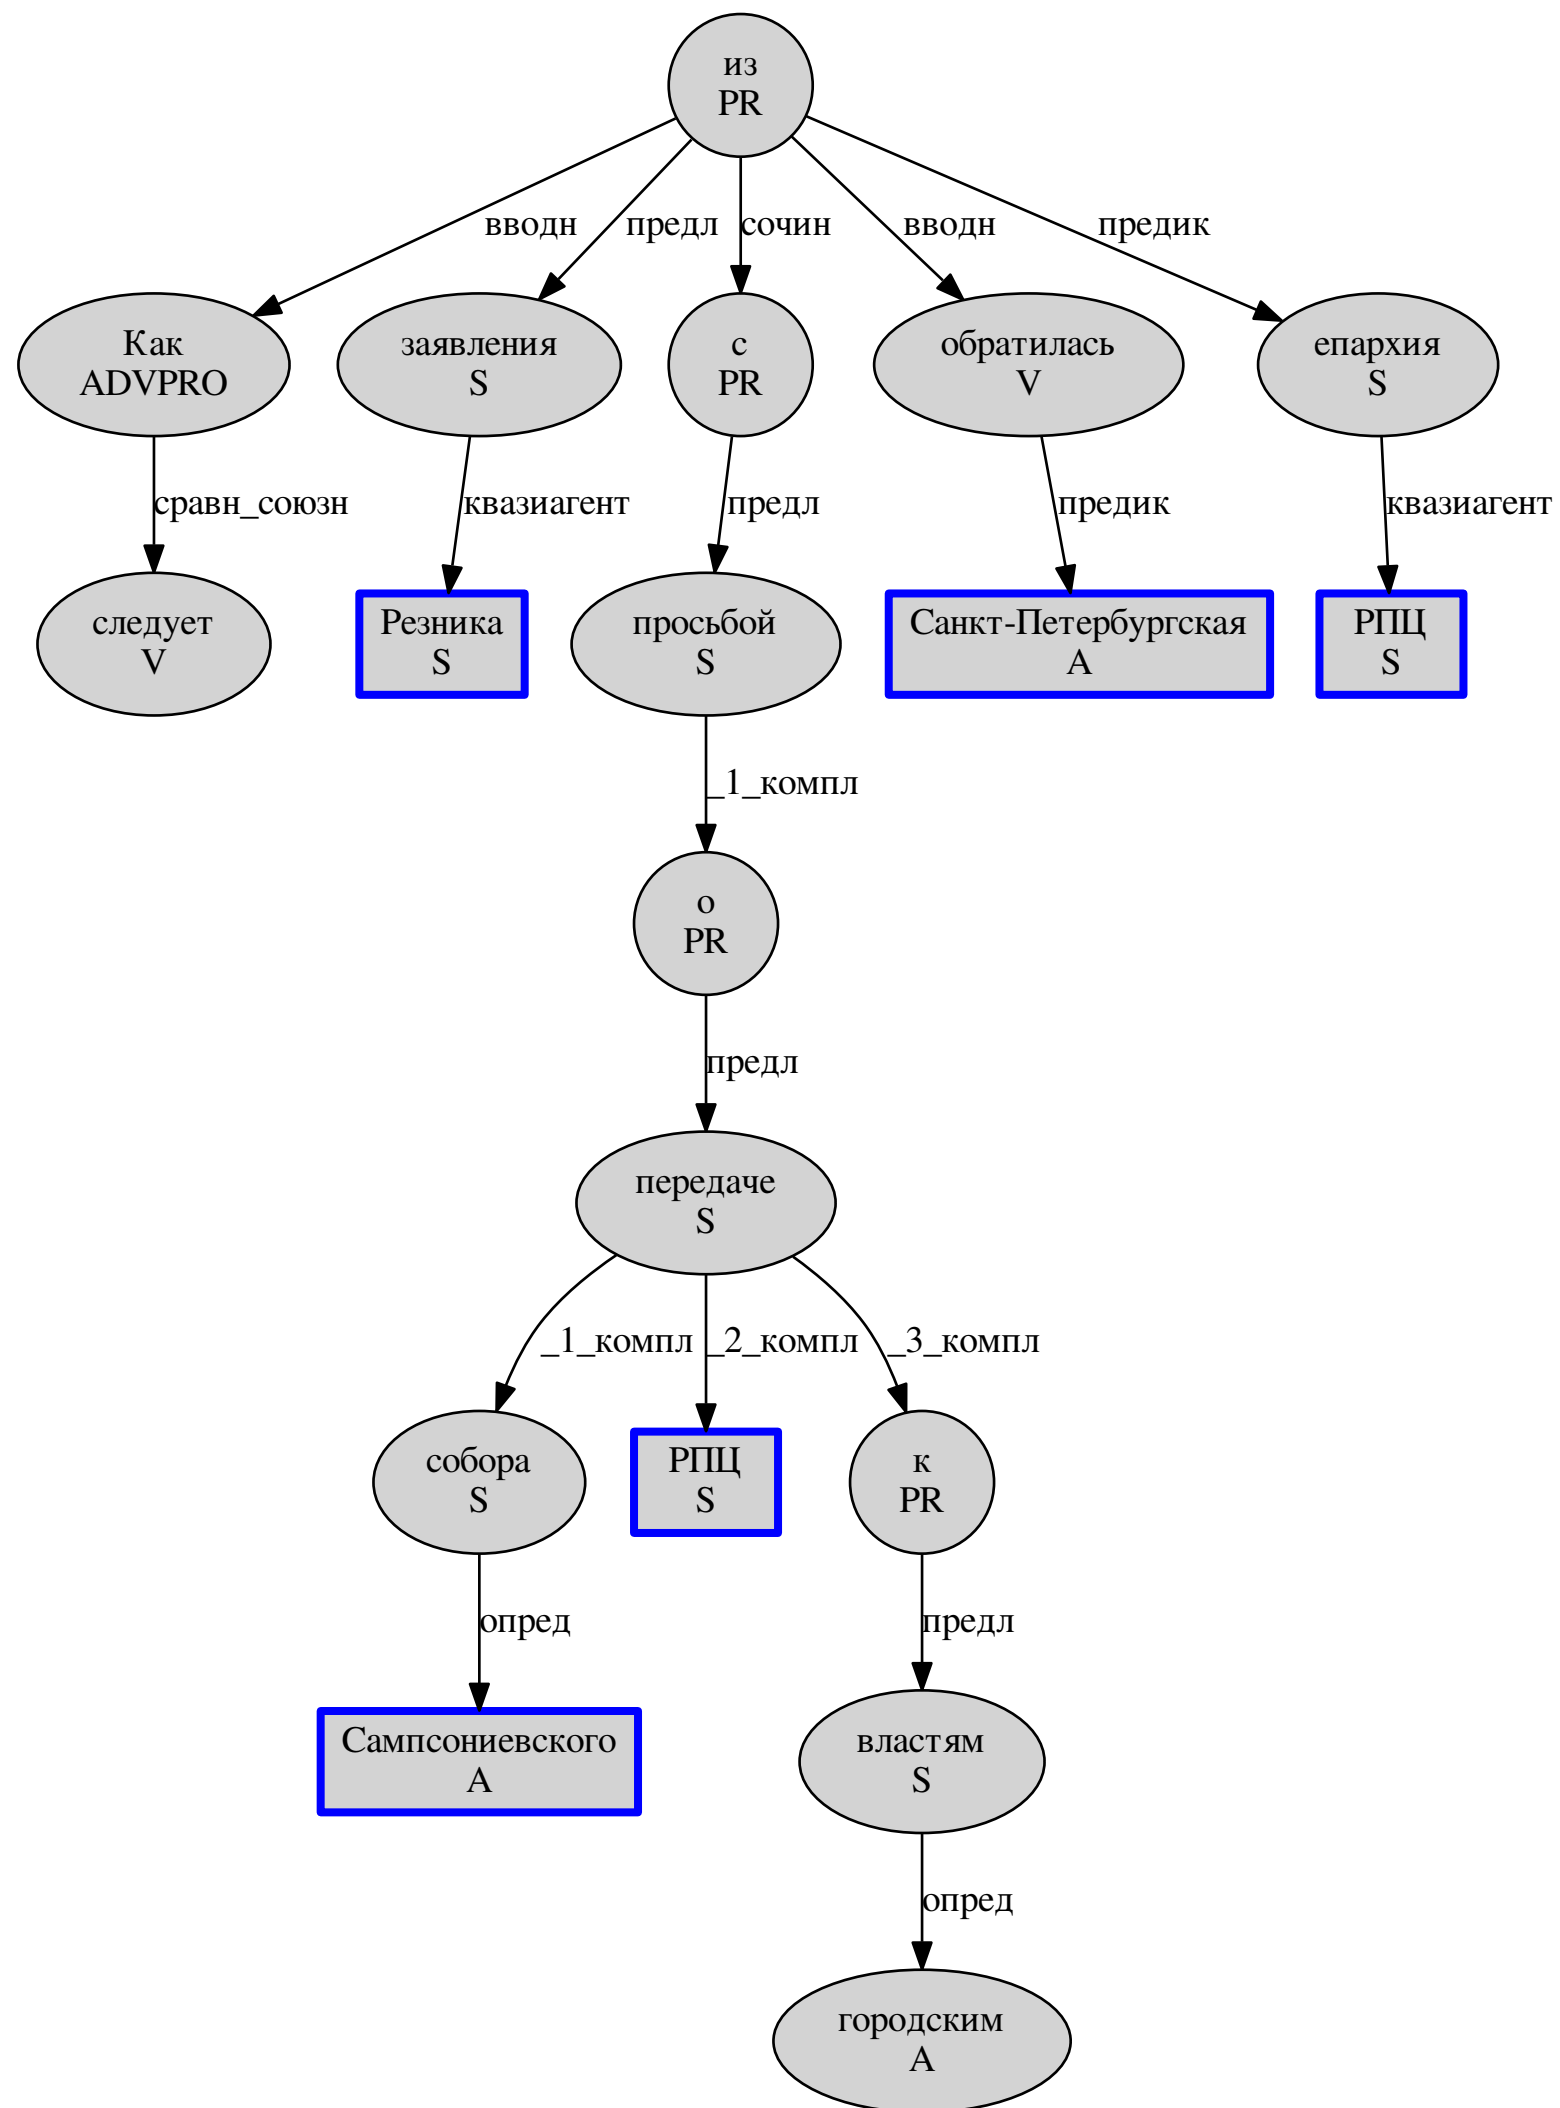 из
PR
вводн
предл
сочин
вводн
предик
Как
ADVPRO
заявления
S
с
PR
обратилась
V
епархия
S
сравн_союзн
квазиагент
предл
предик
квазиагент
следует
V
Резника
S
просьбой
S
Санкт-Петербургская
A
РПЦ
S
_1_компл
о
PR
предл
передаче
S
_1_компл
_2_компл
_3_компл
собора
S
РПЦ
S
к
PR
опред
предл
Сампсониевского
A
властям
S
опред
городским
A